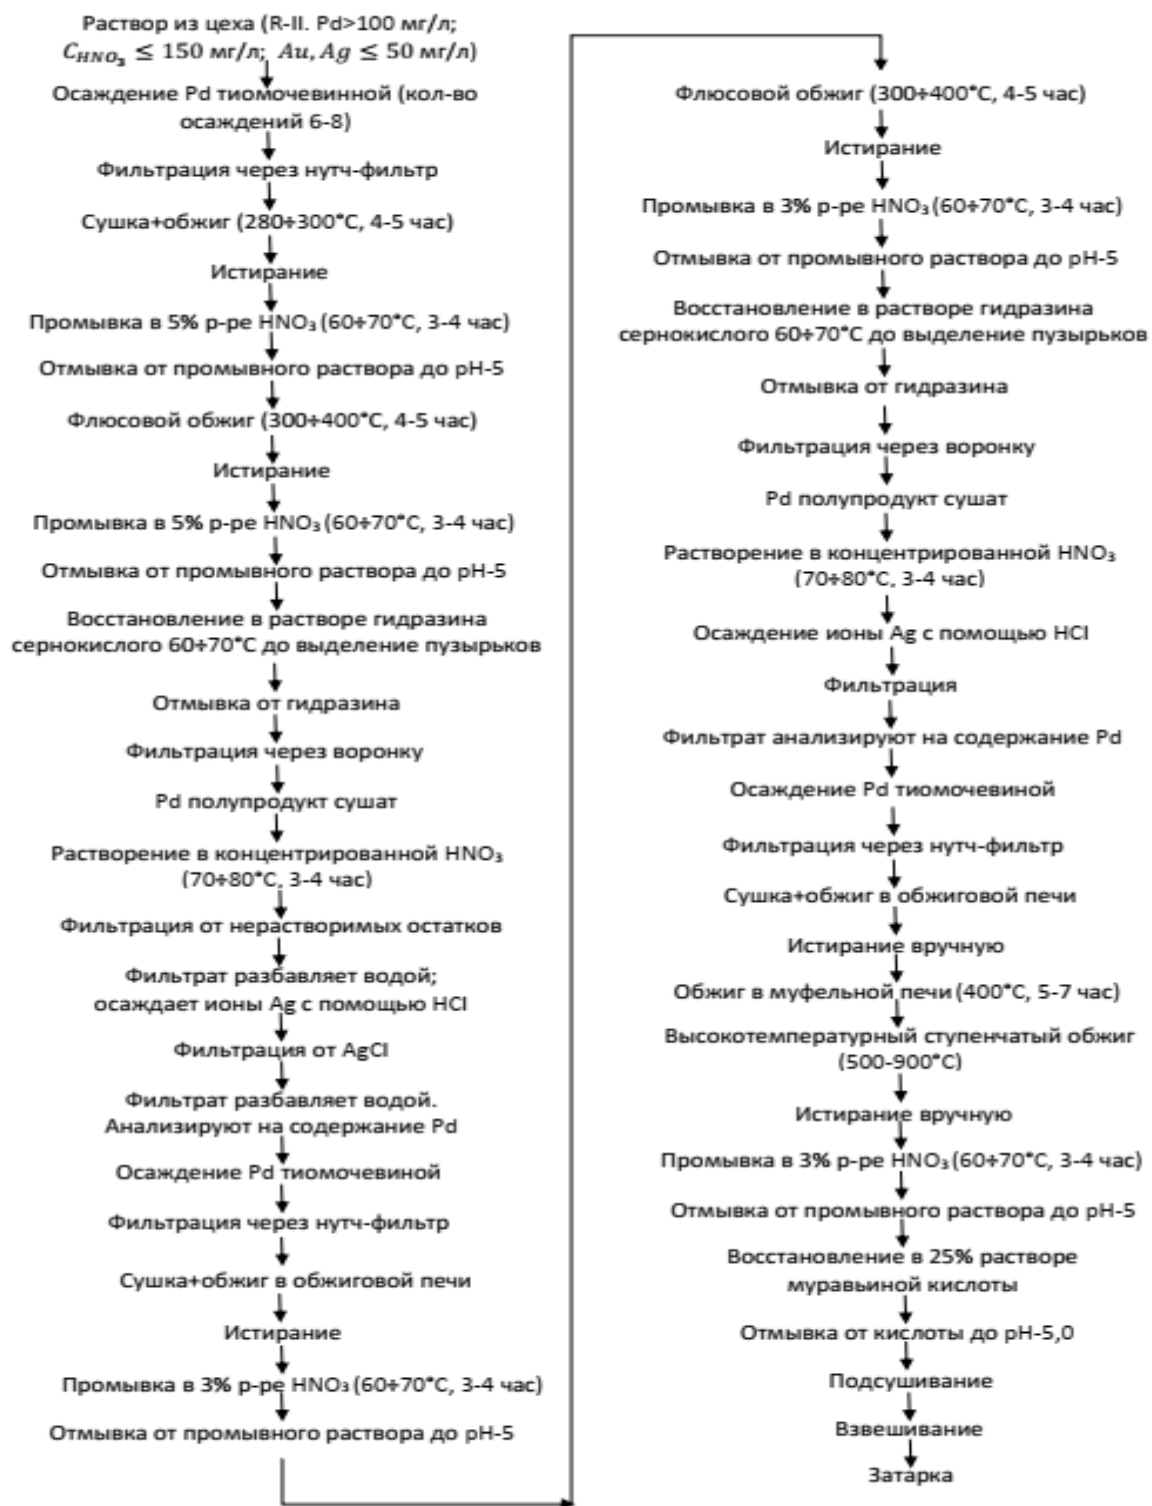 Раствор из цеха (R-II. Pd>100 мг/л;
C_HNO₃ ≤ 150 мг/л; Au, Ag ≤ 50 мг/л)
Осаждение Pd тиомочевинной (кол-во
осаждений 6-8)
Фильтрация через нутч-фильтр
Сушка+обжиг (280÷300°С, 4-5 час)
Истирание
Промывка в 5% р-ре HNO₃ (60÷70°С, 3-4 час)
Отмывка от промывного раствора до pH-5
Флюсовой обжиг (300÷400°С, 4-5 час)
Истирание
Промывка в 5% р-ре HNO₃ (60÷70°С, 3-4 час)
Отмывка от промывного раствора до pH-5
Восстановление в растворе гидразина
сернокислого 60÷70°С до выделение пузырьков
Отмывка от гидразина
Фильтрация через воронку
Pd полупродукт сушат
Растворение в концентрированной HNO₃
(70÷80°С, 3-4 час)
Фильтрация от нерастворимых остатков
Фильтрат разбавляет водой;
осаждает ионы Ag с помощью HCl
Фильтрация от AgCl
Фильтрат разбавляет водой.
Анализируют на содержание Pd
Осаждение Pd тиомочевиной
Фильтрация через нутч-фильтр
Сушка+обжиг в обжиговой печи
Истирание
Промывка в 3% р-ре HNO₃ (60÷70°С, 3-4 час)
Отмывка от промывного раствора до pH-5
Флюсовой обжиг (300÷400°С, 4-5 час)
Истирание
Промывка в 3% р-ре HNO₃ (60÷70°С, 3-4 час)
Отмывка от промывного раствора до pH-5
Восстановление в растворе гидразина
сернокислого 60÷70°С до выделение пузырьков
Отмывка от гидразина
Фильтрация через воронку
Pd полупродукт сушат
Растворение в концентрированной HNO₃
(70÷80°С, 3-4 час)
Осаждение ионы Ag с помощью HCl
Фильтрация
Фильтрат анализируют на содержание Pd
Осаждение Pd тиомочевиной
Фильтрация через нутч-фильтр
Сушка+обжиг в обжиговой печи
Истирание вручную
Обжиг в муфельной печи (400°С, 5-7 час)
Высокотемпературный ступенчатый обжиг
(500-900°С)
Истирание вручную
Промывка в 3% р-ре HNO₃ (60÷70°С, 3-4 час)
Отмывка от промывного раствора до pH-5
Восстановление в 25% растворе
муравьиной кислоты
Отмывка от кислоты до pH-5,0
Подсушивание
Взвешивание
Затарка